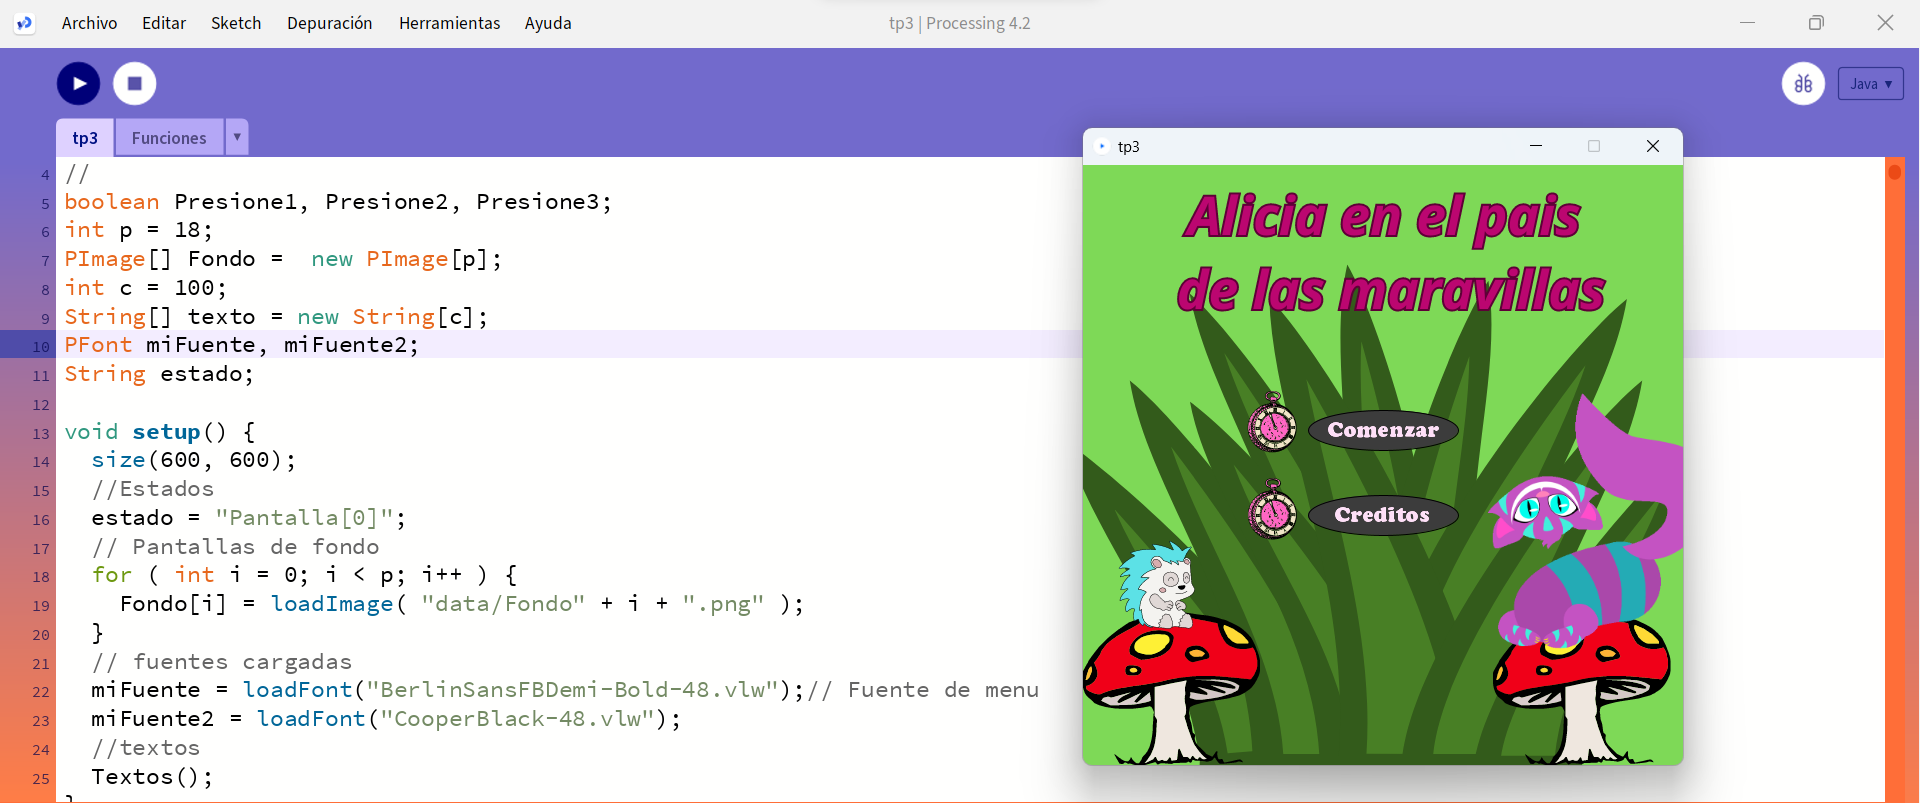 Archivo Editar Sketch Depuración Herramientas Ayuda tp3 | Processing 4.2
Java ▾
tp3 Funciones ▾
4 //
5 boolean Presione1, Presione2, Presione3;
6 int p = 18;
7 PImage[] Fondo =  new PImage[p];
8 int c = 100;
9 String[] texto = new String[c];
10 PFont miFuente, miFuente2;
11 String estado;
12
13 void setup() {
14   size(600, 600);
15   //Estados
16   estado = "Pantalla[0]";
17   // Pantallas de fondo
18   for ( int i = 0; i < p; i++ ) {
19     Fondo[i] = loadImage( "data/Fondo" + i + ".png" );
20   }
21   // fuentes cargadas
22   miFuente = loadFont("BerlinSansFBDemi-Bold-48.vlw");// Fuente de menu
23   miFuente2 = loadFont("CooperBlack-48.vlw");
24   //textos
25   Textos();
tp3
Alicia en el pais
de las maravillas
Comenzar
Creditos